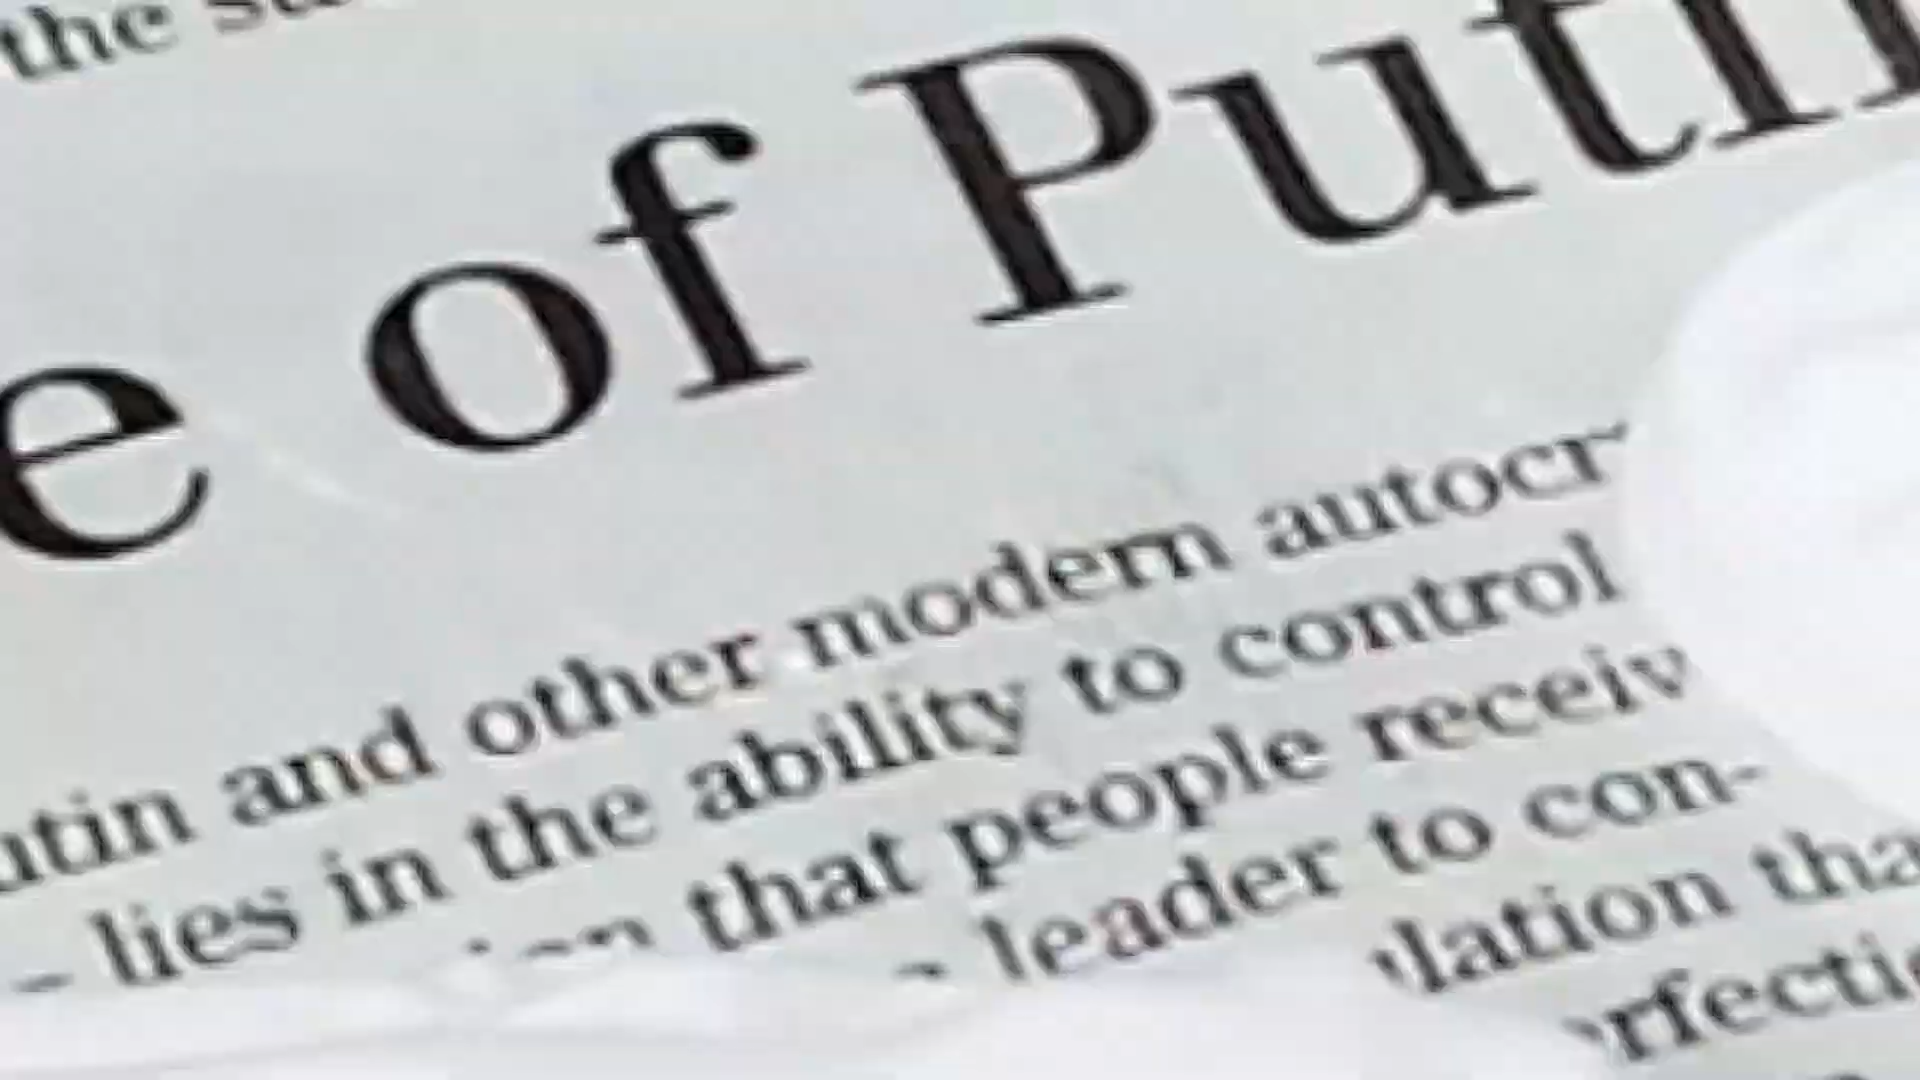 the
e of Puti
utin and other modern autocr
- lies in the ability to control
that people receiv
leader to con-
lation tha
rfecti